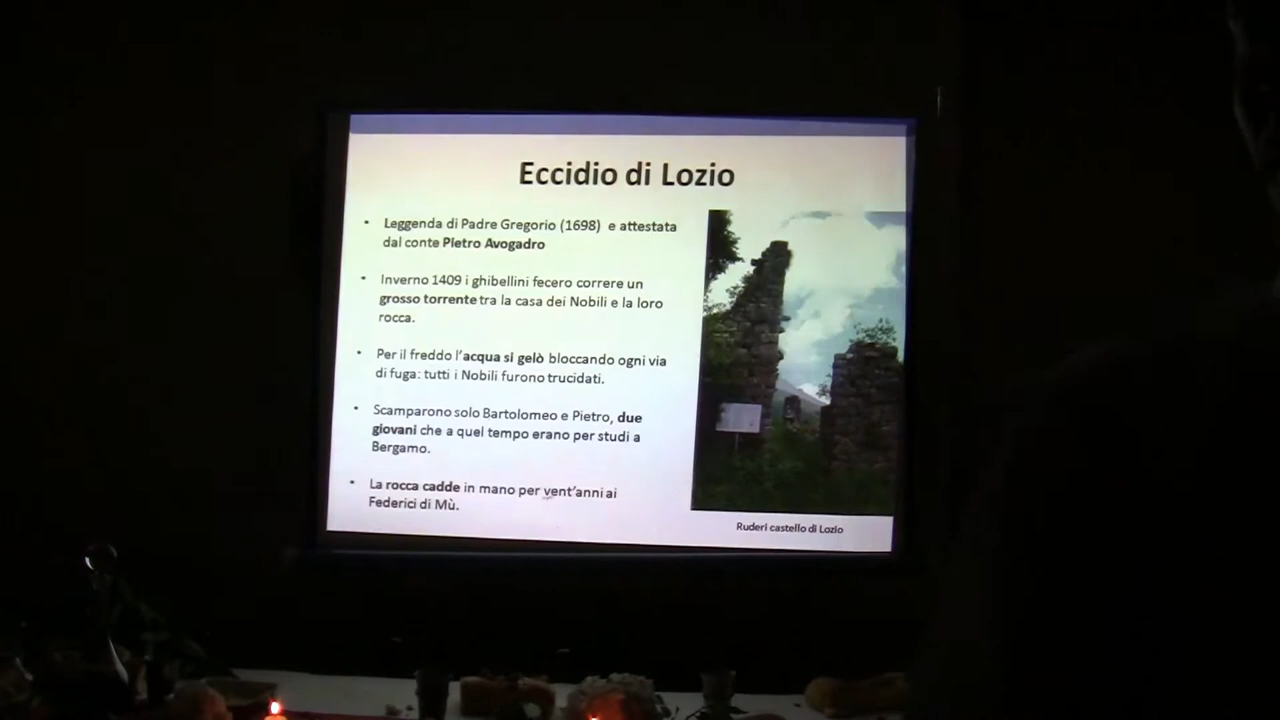 Eccidio di Lozio
• Leggenda di Padre Gregorio (1698) e attestata
dal conte Pietro Avogadro
• Inverno 1409 i ghibellini fecero correre un
grosso torrente tra la casa dei Nobili e la loro
rocca.
• Per il freddo l'acqua si gelò bloccando ogni via
di fuga: tutti i Nobili furono trucidati.
• Scamparono solo Bartolomeo e Pietro, due
giovani che a quel tempo erano per studi a
Bergamo.
• La rocca cadde in mano per vent'anni ai
Federici di Mù.
Ruderi castello di Lozio